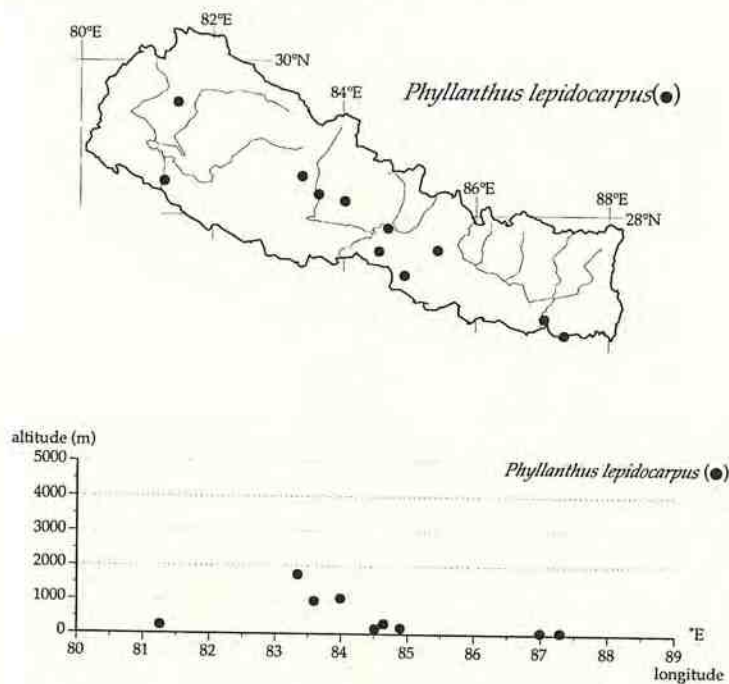 80°E
82°E
30°N
84°E
Phyllanthus lepidocarpus(●)
86°E
88°E
28°N
altitude (m)
5000
Phyllanthus lepidocarpus (●)
4000
3000
2000
1000
0
°E
80 81 82 83 84 85 86 87 88 89
longitude